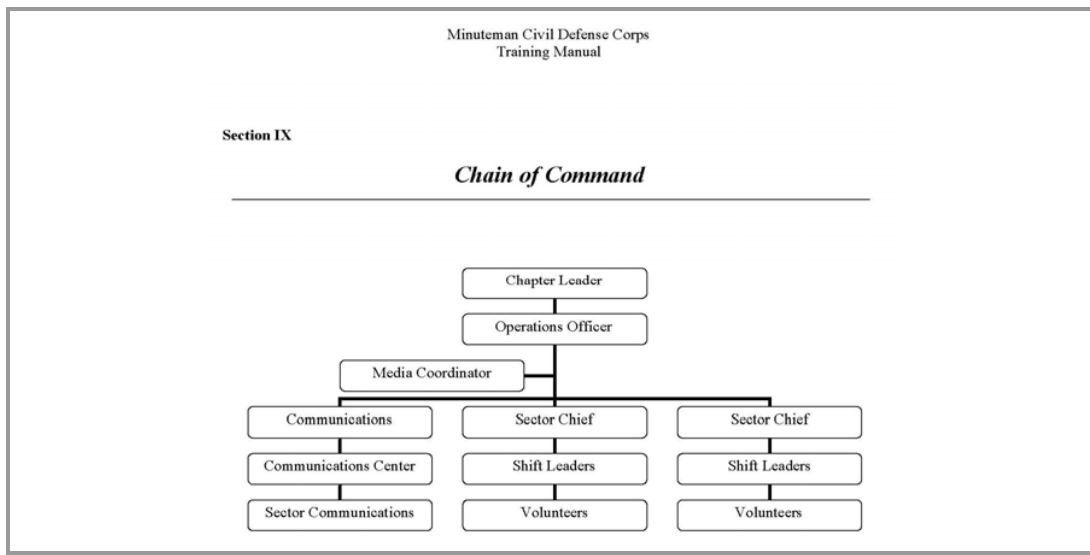 Minuteman Civil Defense Corps
Training Manual
Section IX
Chain of Command
Chapter Leader
Operations Officer
Media Coordinator
Communications
Sector Chief
Sector Chief
Communications Center
Shift Leaders
Shift Leaders
Sector Communications
Volunteers
Volunteers